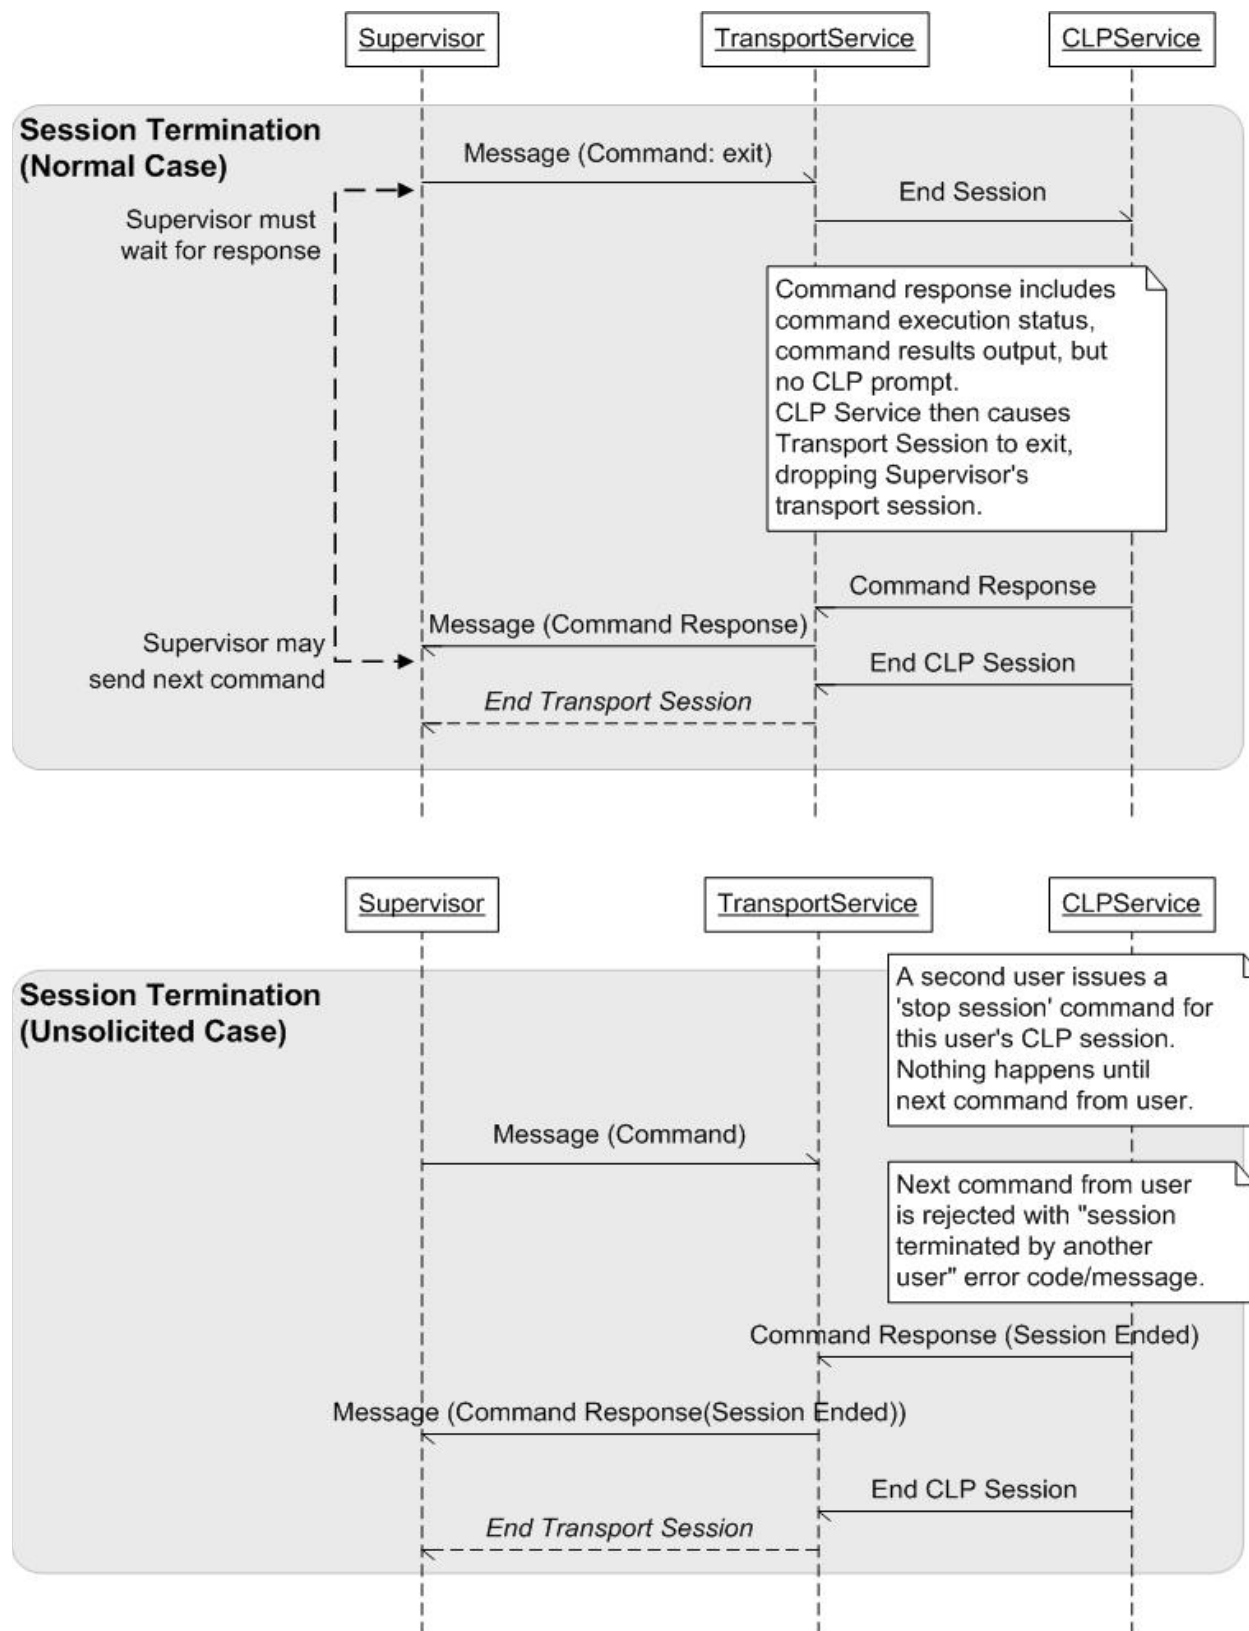 Supervisor
TransportService
CLPService
Session Termination
(Normal Case)
Message (Command: exit)
End Session
Supervisor must
wait for response
Command response includes
command execution status,
command results output, but
no CLP prompt.
CLP Service then causes
Transport Session to exit,
dropping Supervisor's
transport session.
Command Response
Message (Command Response)
Supervisor may
send next command
End CLP Session
End Transport Session
Supervisor
TransportService
CLPService
Session Termination
(Unsolicited Case)
A second user issues a
'stop session' command for
this user's CLP session.
Nothing happens until
next command from user.
Message (Command)
Next command from user
is rejected with "session
terminated by another
user" error code/message.
Command Response (Session Ended)
Message (Command Response(Session Ended))
End CLP Session
End Transport Session